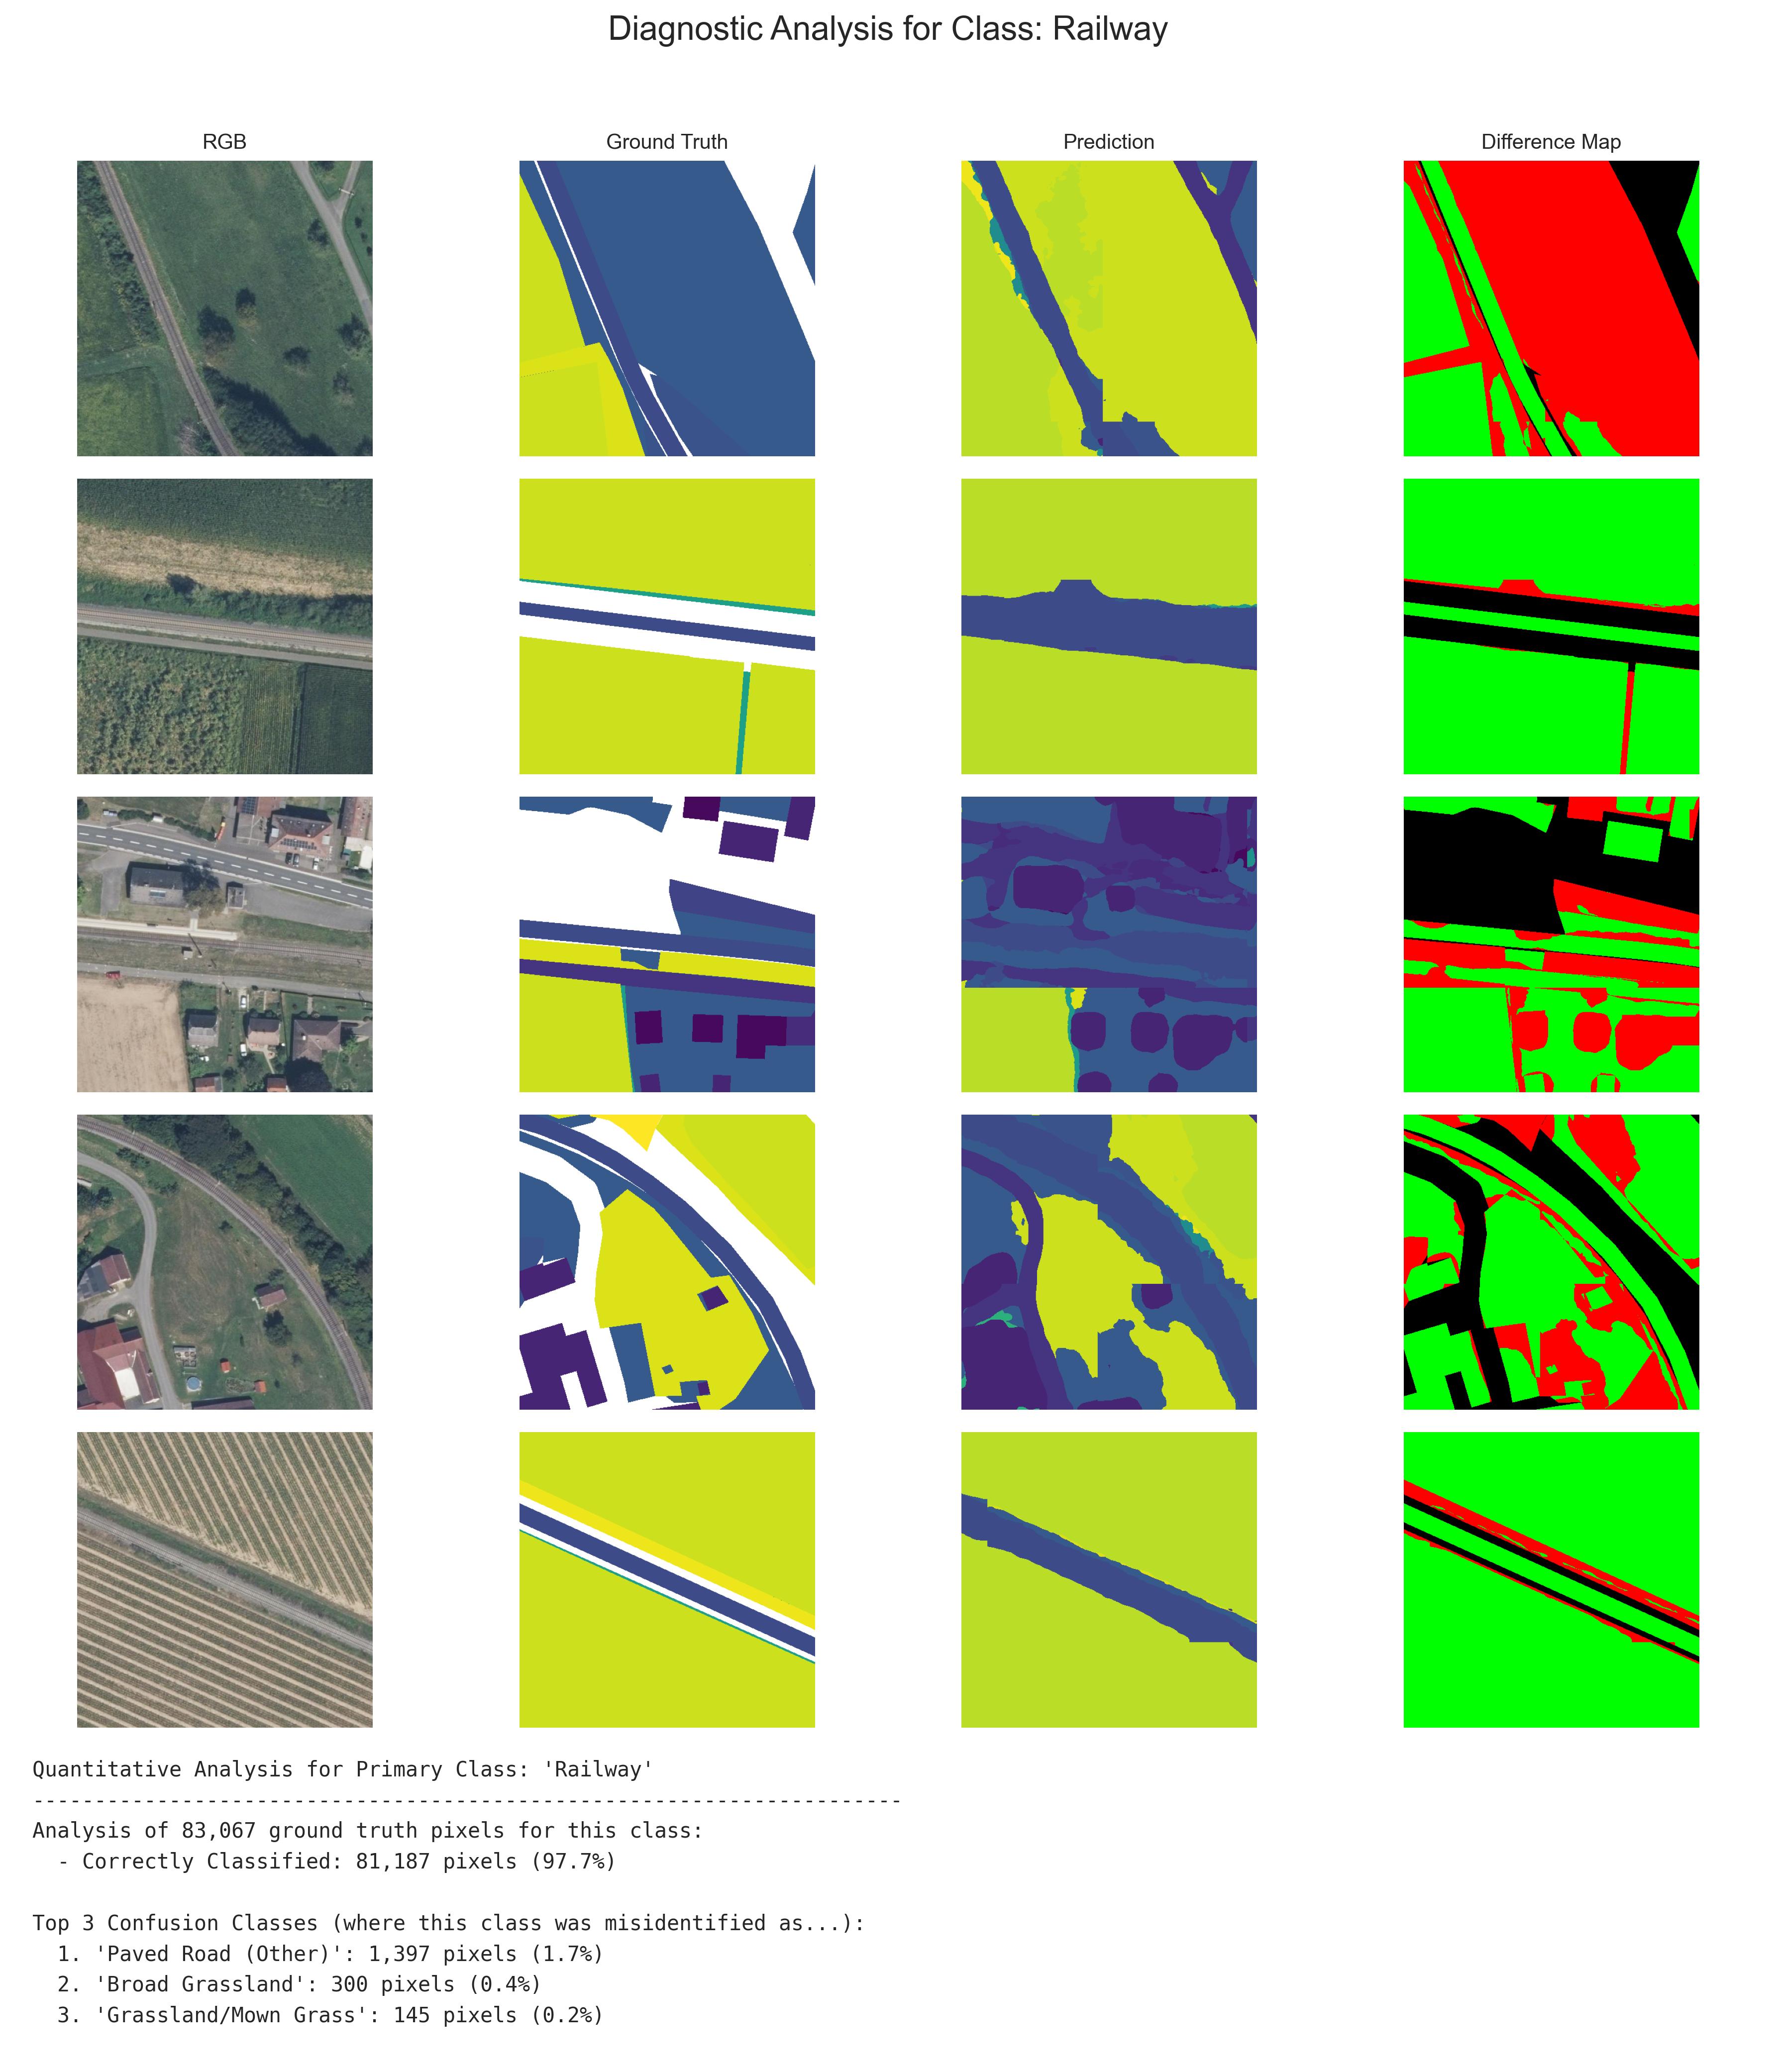 Diagnostic Analysis for Class: Railway
RGB
Ground Truth
Prediction
Difference Map
Quantitative Analysis for Primary Class: 'Railway'
----------------------------------------------------------------------
Analysis of 83,067 ground truth pixels for this class:
- Correctly Classified: 81,187 pixels (97.7%)
Top 3 Confusion Classes (where this class was misidentified as...):
1. 'Paved Road (Other)': 1,397 pixels (1.7%)
2. 'Broad Grassland': 300 pixels (0.4%)
3. 'Grassland/Mown Grass': 145 pixels (0.2%)